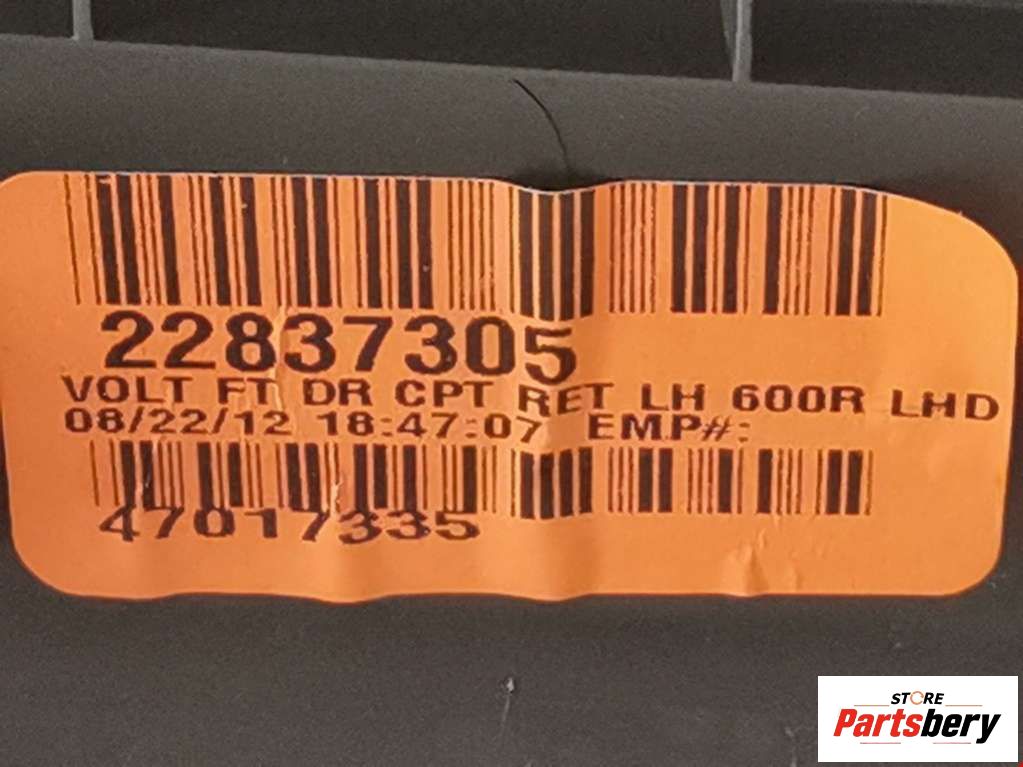 22837305
VOLT FT DR CPT RET LH 600R LHD
08/22/12 18:47:07 EMP#:
47017335
STORE
Partsbery